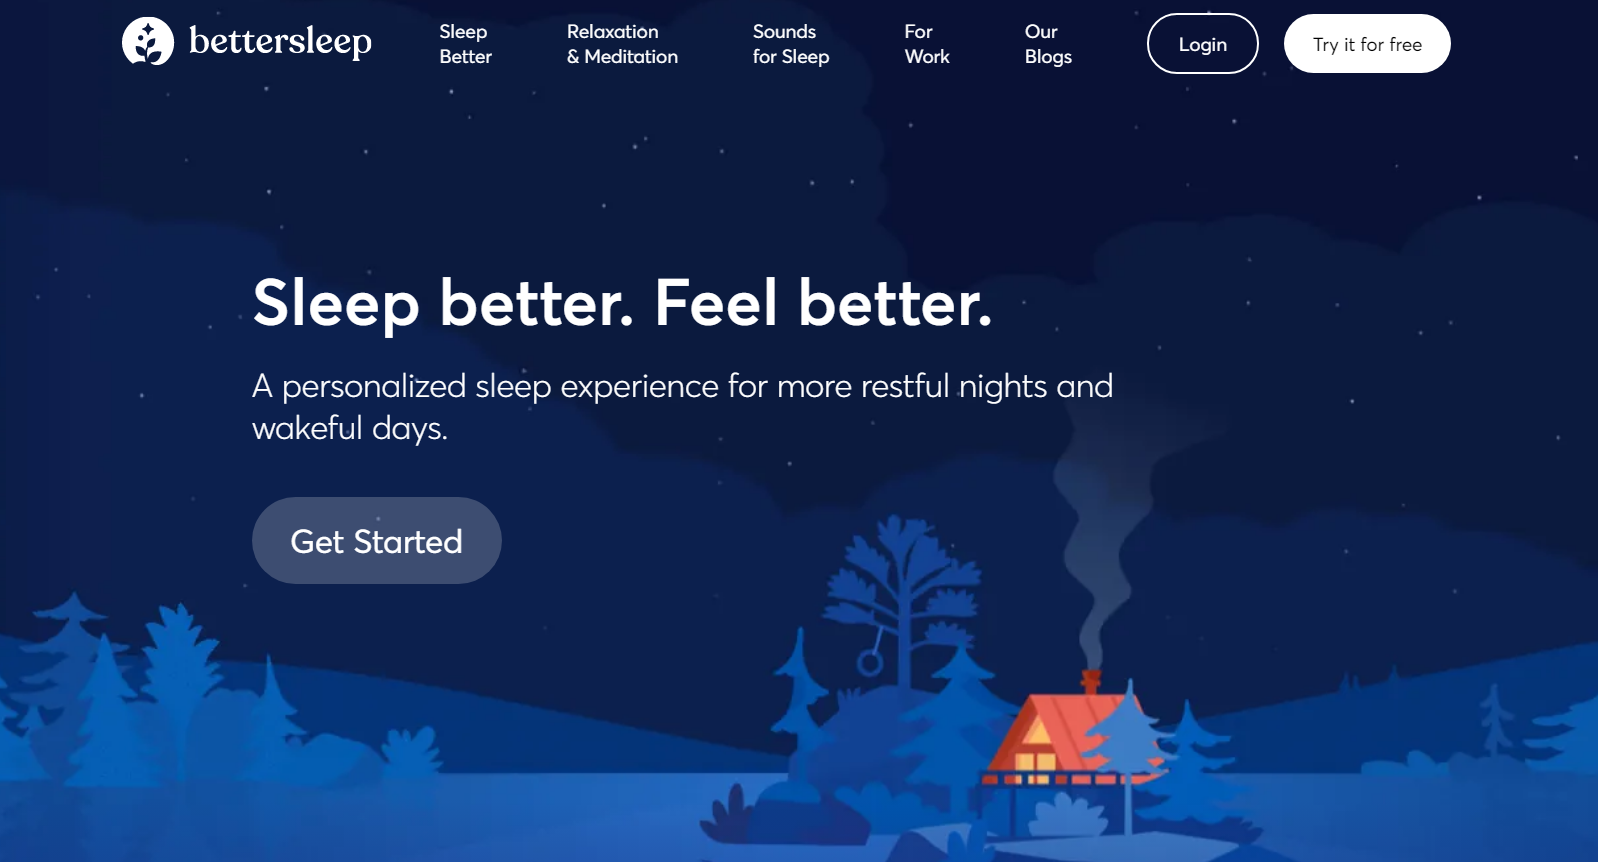 bettersleep
Sleep
Better
Relaxation
& Meditation
Sounds
for Sleep
For
Work
Our
Blogs
Login
Try it for free
Sleep better. Feel better.
A personalized sleep experience for more restful nights and
wakeful days.
Get Started